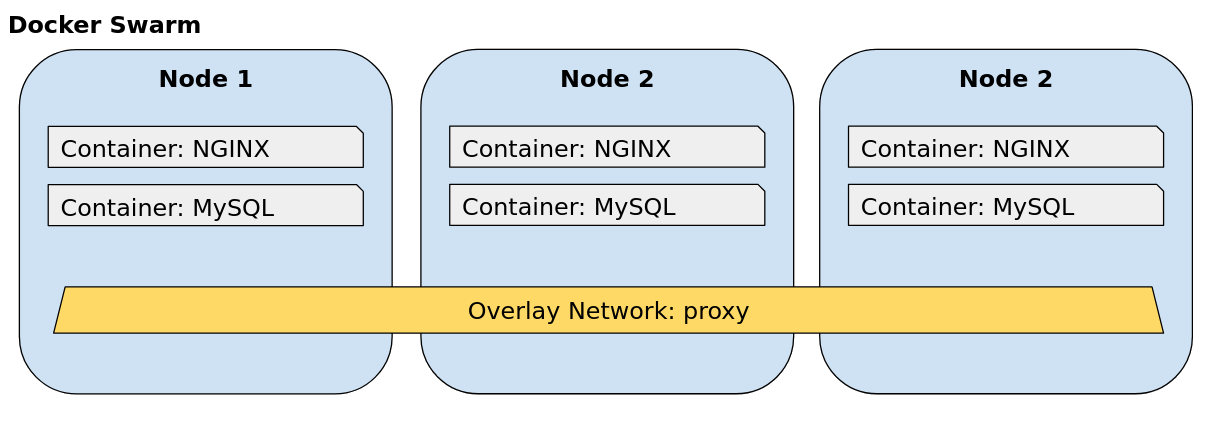 Docker Swarm
Node 1
Container: NGINX
Container: MySQL
Node 2
Container: NGINX
Container: MySQL
Node 2
Container: NGINX
Container: MySQL
Overlay Network: proxy